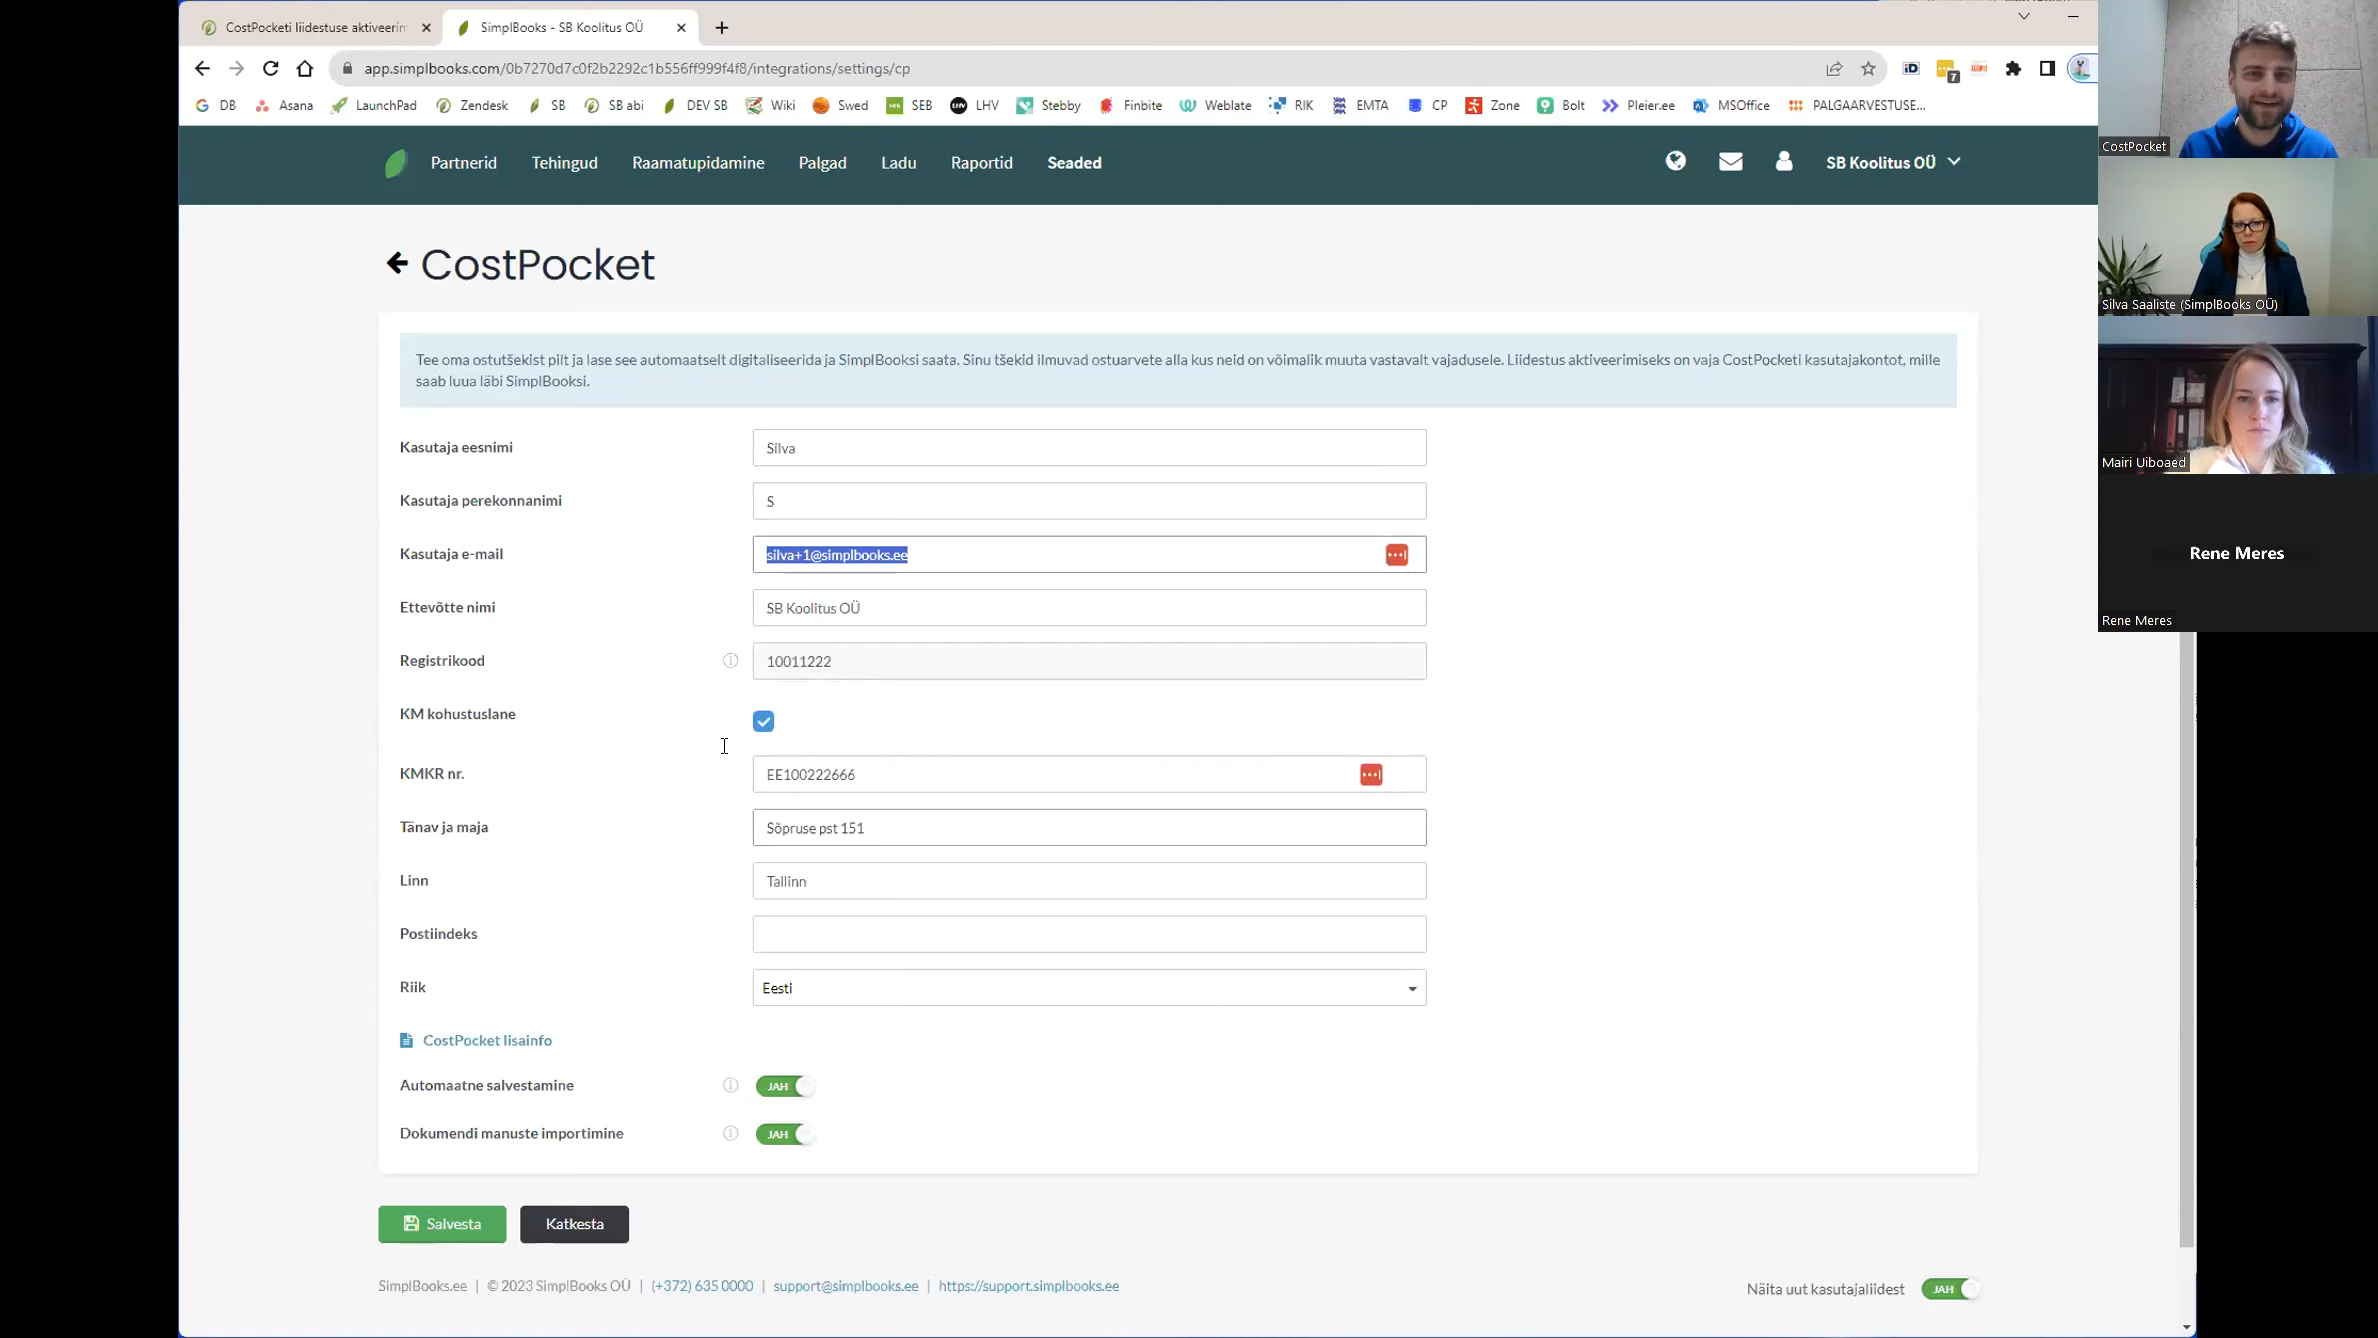 CostPocketi liidestuse aktiveerin
SimplBooks - SB Koolitus OÜ
app.simplbooks.com/0b7270d7c0f2b2292c1b556ff999f4f8/integrations/settings/cp
7
DB
Asana
LaunchPad
Zendesk
SB
SB abi
DEV SB
Wiki
Swed
SEB
LHV
Stebby
Finbite
Weblate
RIK
EMTA
CP
Zone
Bolt
Pleier.ee
MSOffice
PALGAARVESTUSE...
Partnerid
Tehingud
Raamatupidamine
Palgad
Ladu
Raportid
Seaded
SB Koolitus OÜ
CostPocket
Tee oma ostutšekist pilt ja lase see automaatselt digitaliseerida ja SimplBooksi saata. Sinu tšekid ilmuvad ostuarvete alla kus neid on võimalik muuta vastavalt vajadusele. Liidestus aktiveerimiseks on vaja CostPocketi kasutajakontot, mille
saab luua läbi SimplBooksi.
Kasutaja eesnimi
Silva
Kasutaja perekonnanimi
S
Kasutaja e-mail
silva+1@simplbooks.ee
Ettevõtte nimi
SB Koolitus OÜ
Registrikood
10011222
KM kohustuslane
KMKR nr.
EE100222666
Tänav ja maja
Sõpruse pst 151
Linn
Tallinn
Postiindeks
Riik
Eesti
CostPocket lisainfo
Automaatne salvestamine
JAH
Dokumendi manuste importimine
JAH
Salvesta
Katkesta
SimplBooks.ee | © 2023 SimplBooks OÜ | (+372) 635 0000 | support@simplbooks.ee | https://support.simplbooks.ee
Näita uut kasutajaliidest
JAH
CostPocket
Silva Saaliste (SimplBooks OÜ)
Mairi Uiboaed
Rene Meres
Rene Meres